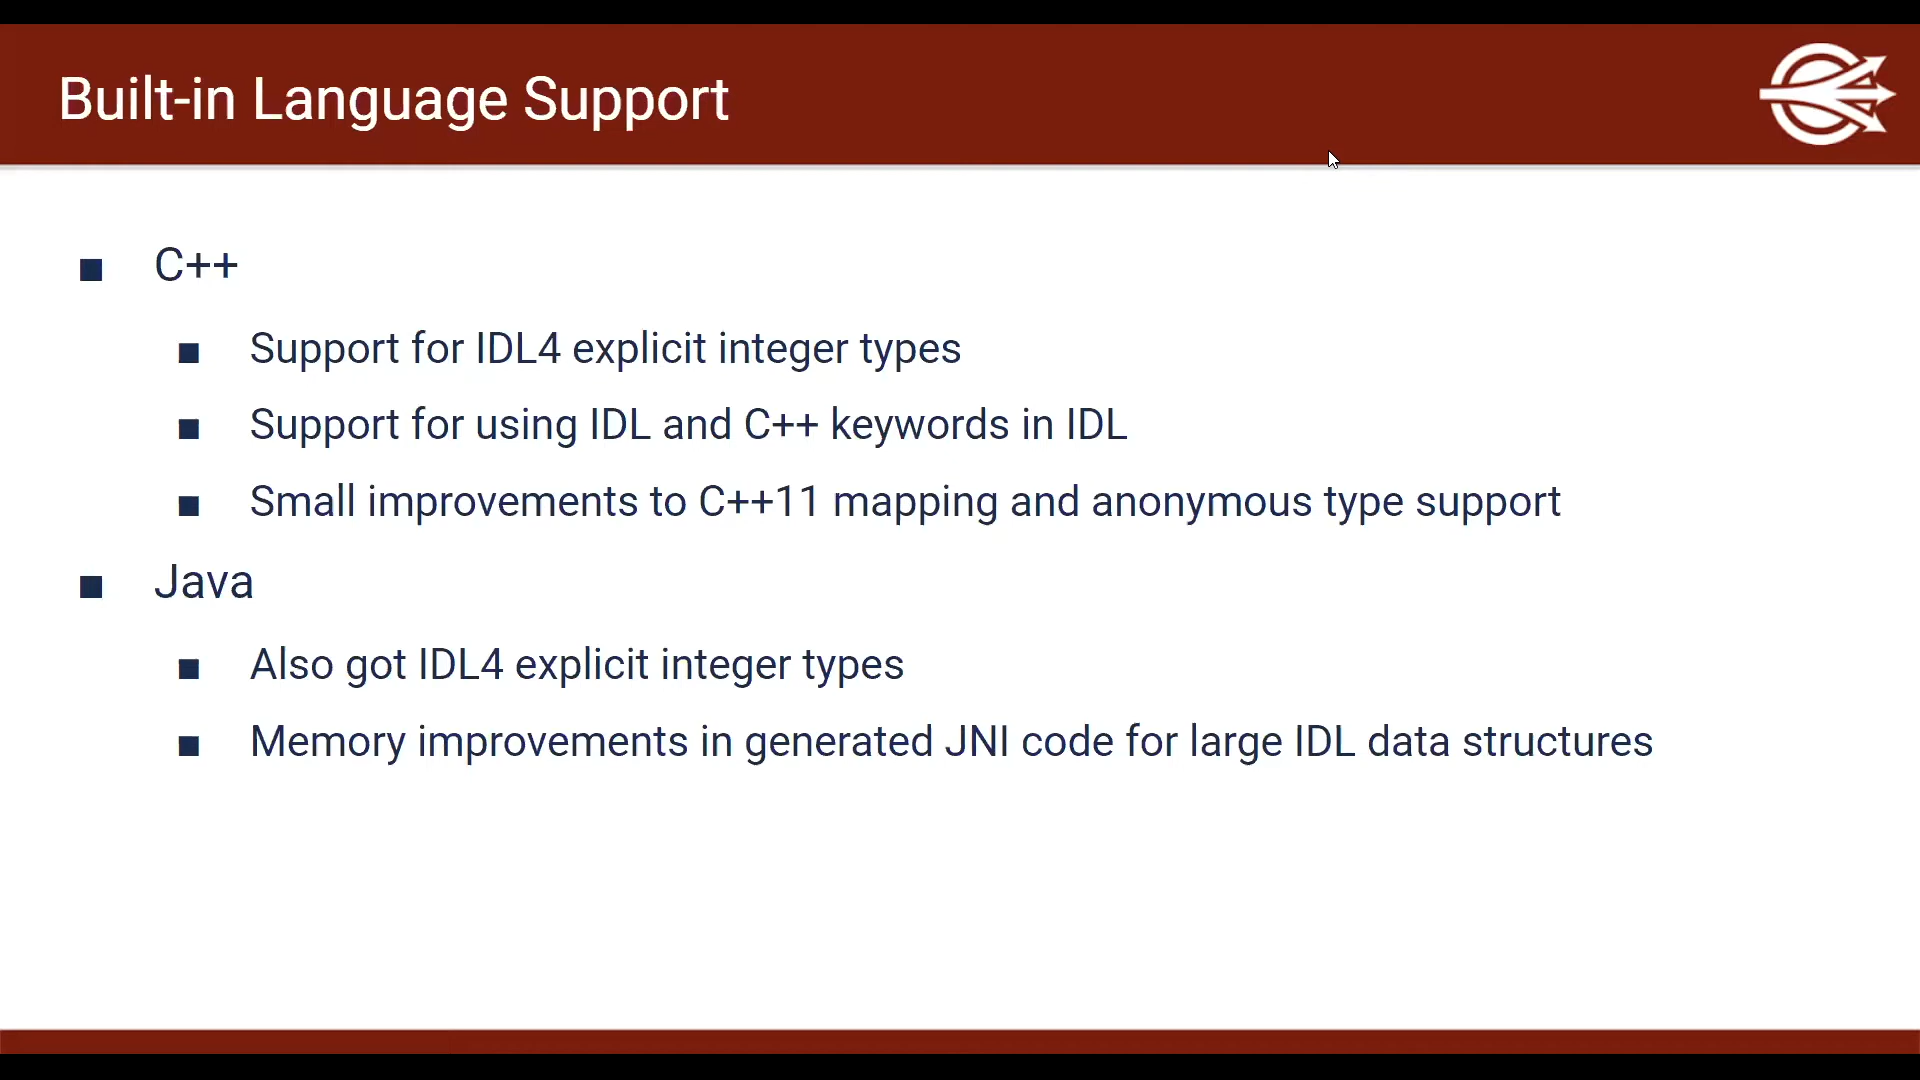 Built-in Language Support
C++
Support for IDL4 explicit integer types
Support for using IDL and C++ keywords in IDL
Small improvements to C++11 mapping and anonymous type support
Java
Also got IDL4 explicit integer types
Memory improvements in generated JNI code for large IDL data structures